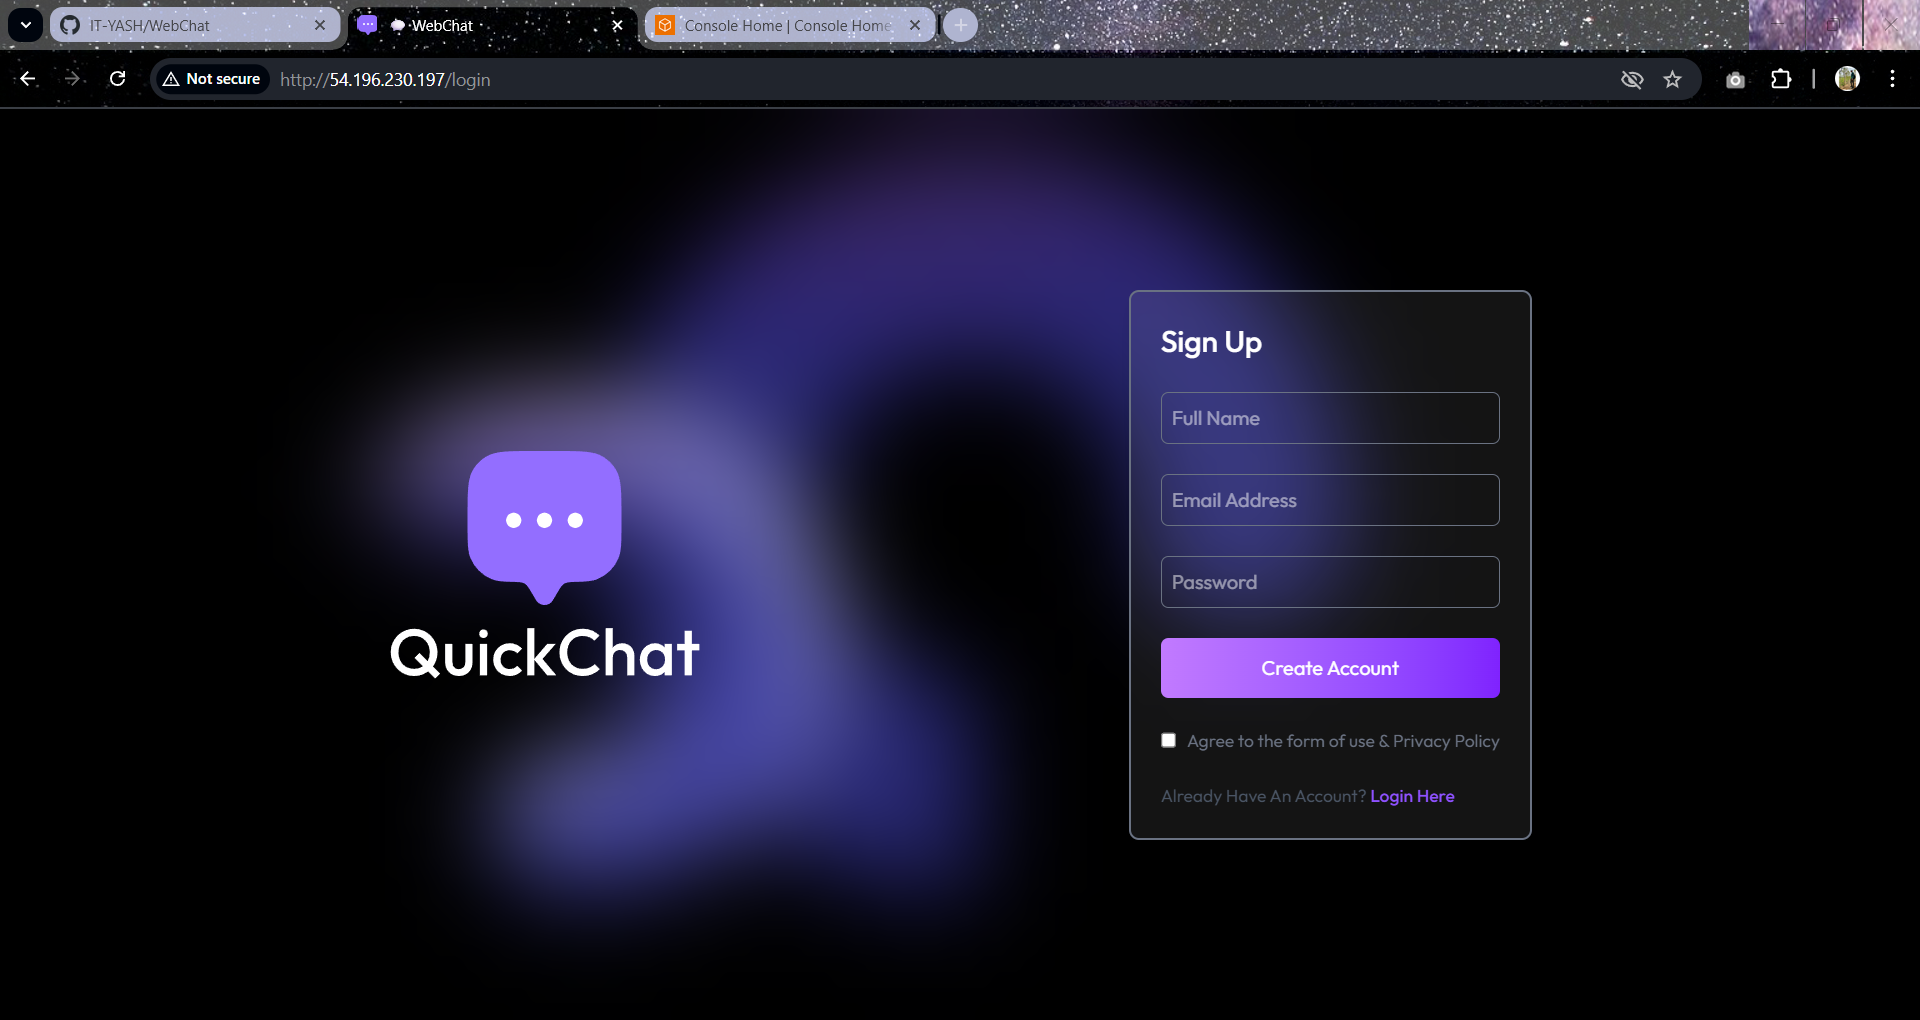 IT-YASH/WebChat
WebChat
Console Home | Console Home
Not secure
http://54.196.230.197/login
QuickChat
Sign Up
Full Name
Email Address
Password
Create Account
Agree to the form of use & Privacy Policy
Already Have An Account? Login Here